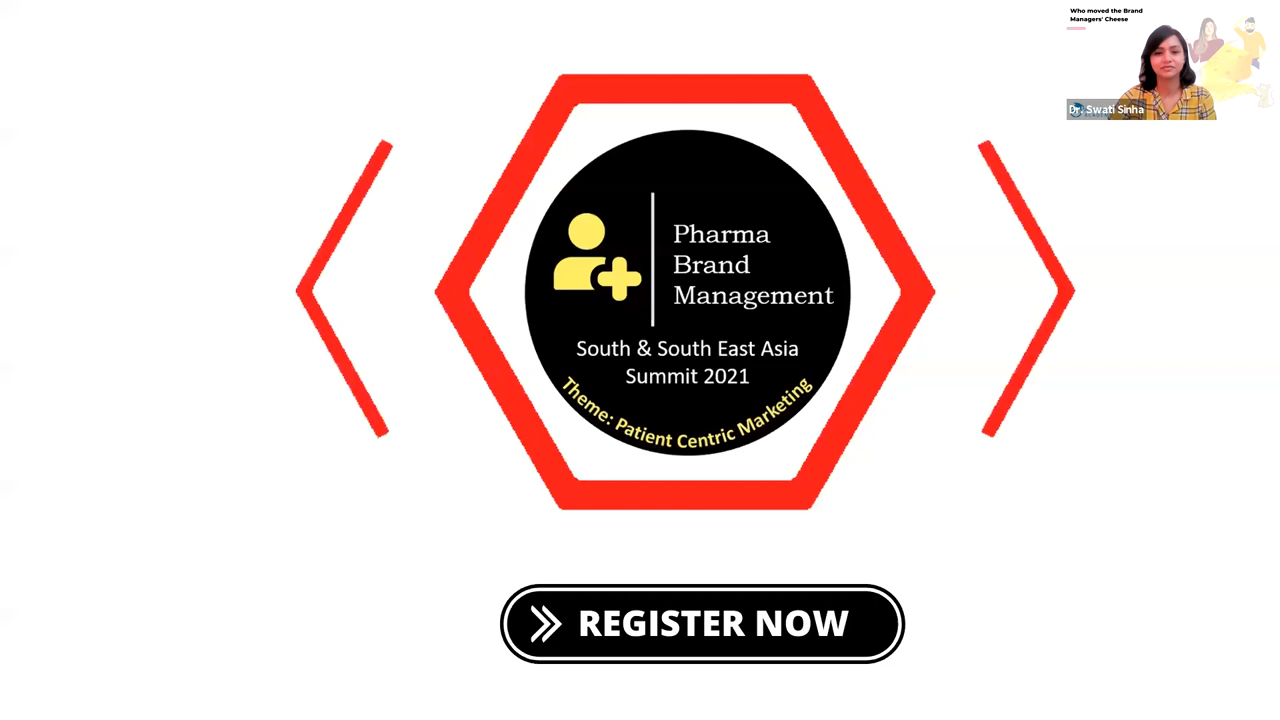 Who moved the Brand
Managers' Cheese
Dr. Swati Sinha
Pharma
Brand
Management
South & South East Asia
Summit 2021
Theme: Patient Centric Marketing
REGISTER NOW